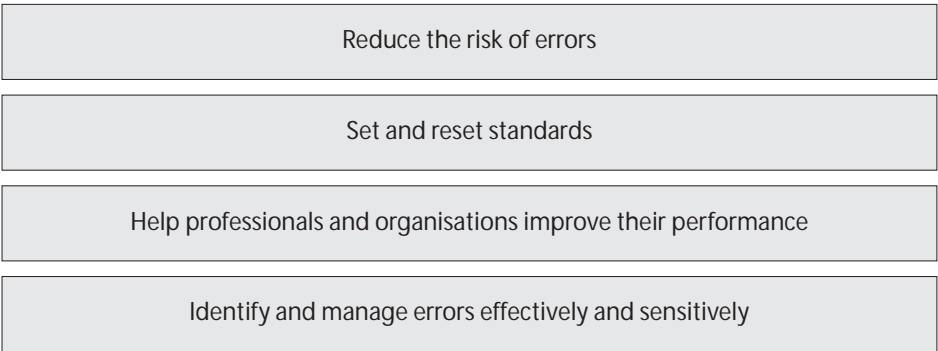 Reduce the risk of errors
Set and reset standards
Help professionals and organisations improve their performance
Identify and manage errors effectively and sensitively